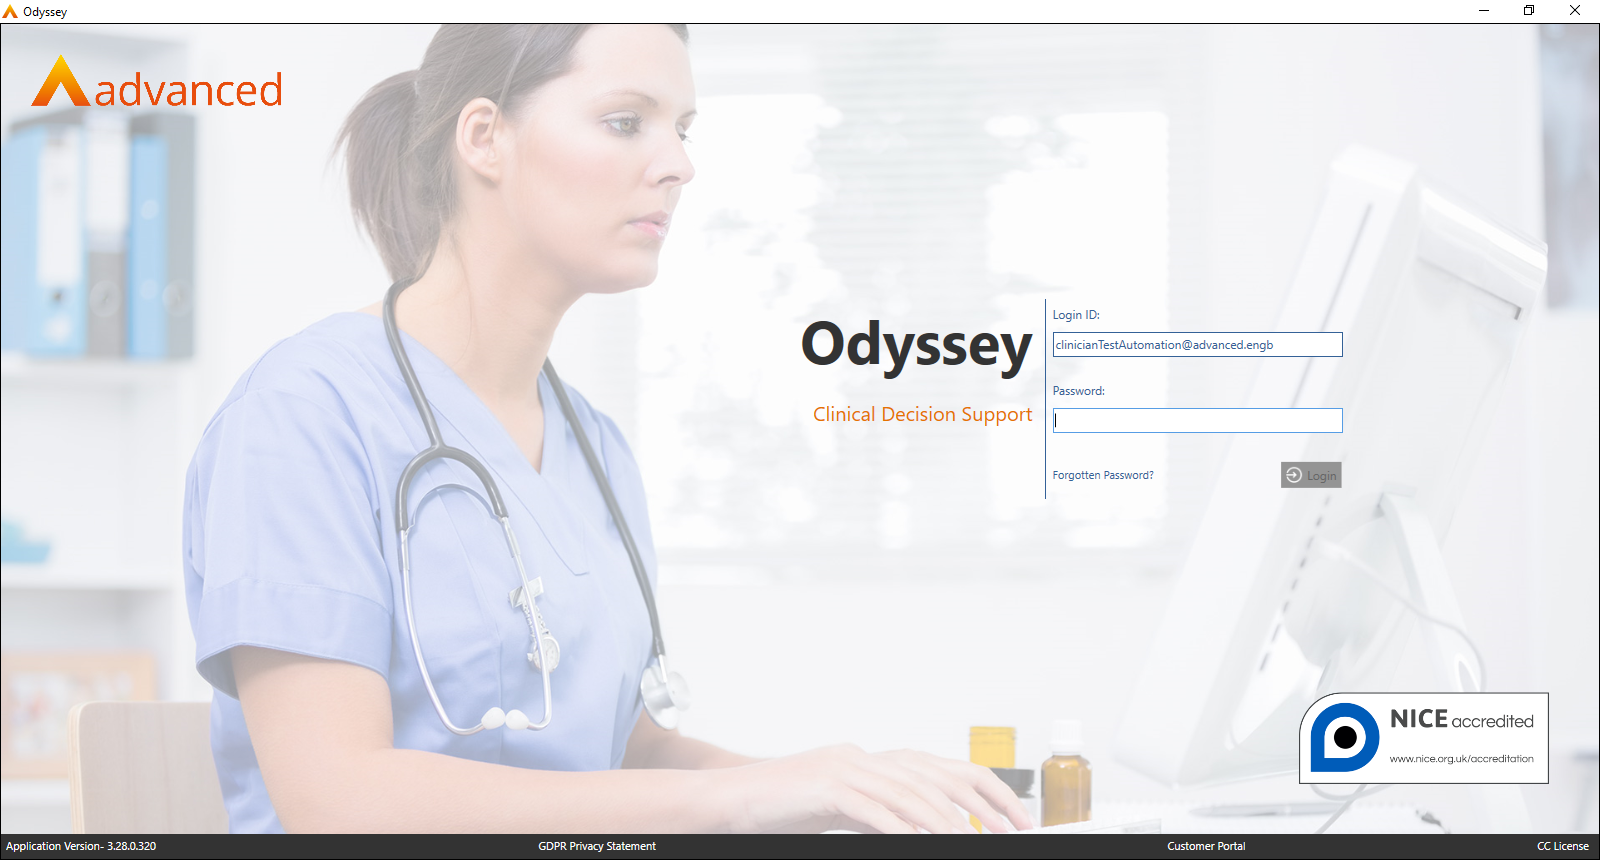 Odyssey
advanced
Odyssey
Clinical Decision Support
Login ID:
clinicianTestAutomation@advanced.engb
Password:
Forgotten Password?
Login
NICE accredited
www.nice.org.uk/accreditation
Application Version- 3.28.0.320
GDPR Privacy Statement
Customer Portal
CC License